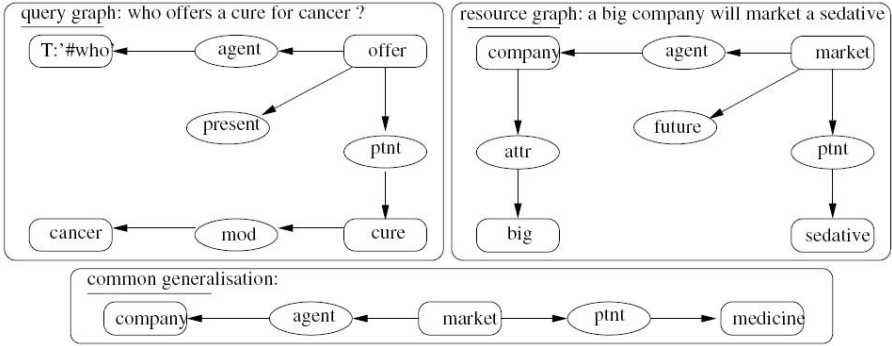 query graph: who offers a cure for cancer ?
T:'#who'
agent
offer
present
ptnt
cancer
mod
cure
resource graph: a big company will market a sedative
company
agent
market
future
attr
ptnt
big
sedative
common generalisation:
company
agent
market
ptnt
medicine